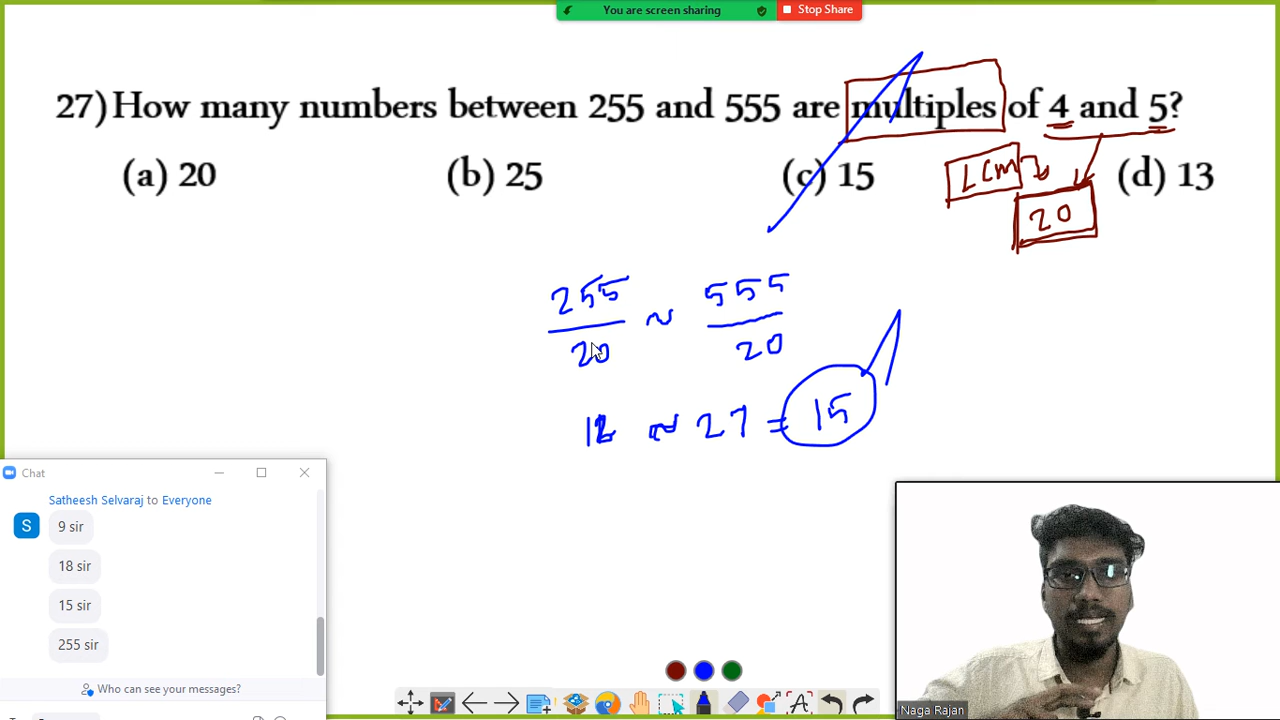 You are screen sharing Stop Share
27) How many numbers between 255 and 555 are multiples of 4 and 5?
(a) 20 (b) 25 (c) 15 (d) 13
LCM
20
255 ~ 555
20 20
12 ~ 27 = 15
Chat
Satheesh Selvaraj to Everyone
S
9 sir
18 sir
15 sir
255 sir
Who can see your messages?
Naga Rajan